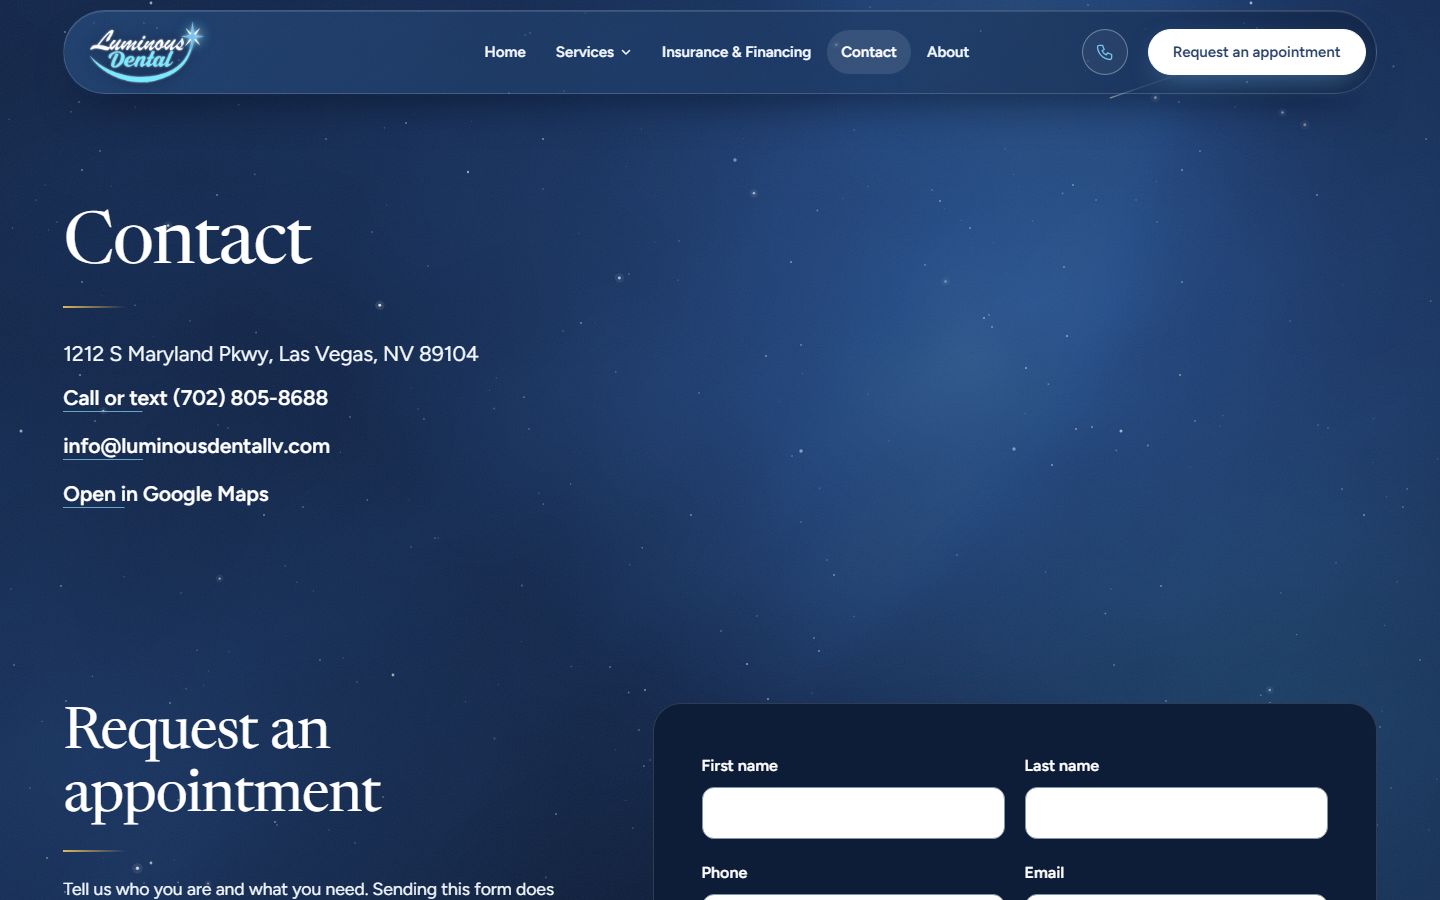 Luminous
Dental
Home
Services
Insurance & Financing
Contact
About
Request an appointment
Contact
1212 S Maryland Pkwy, Las Vegas, NV 89104
Call or text (702) 805-8688
info@luminousdentallv.com
Open in Google Maps
Request an
appointment
Tell us who you are and what you need. Sending this form does
First name
Last name
Phone
Email